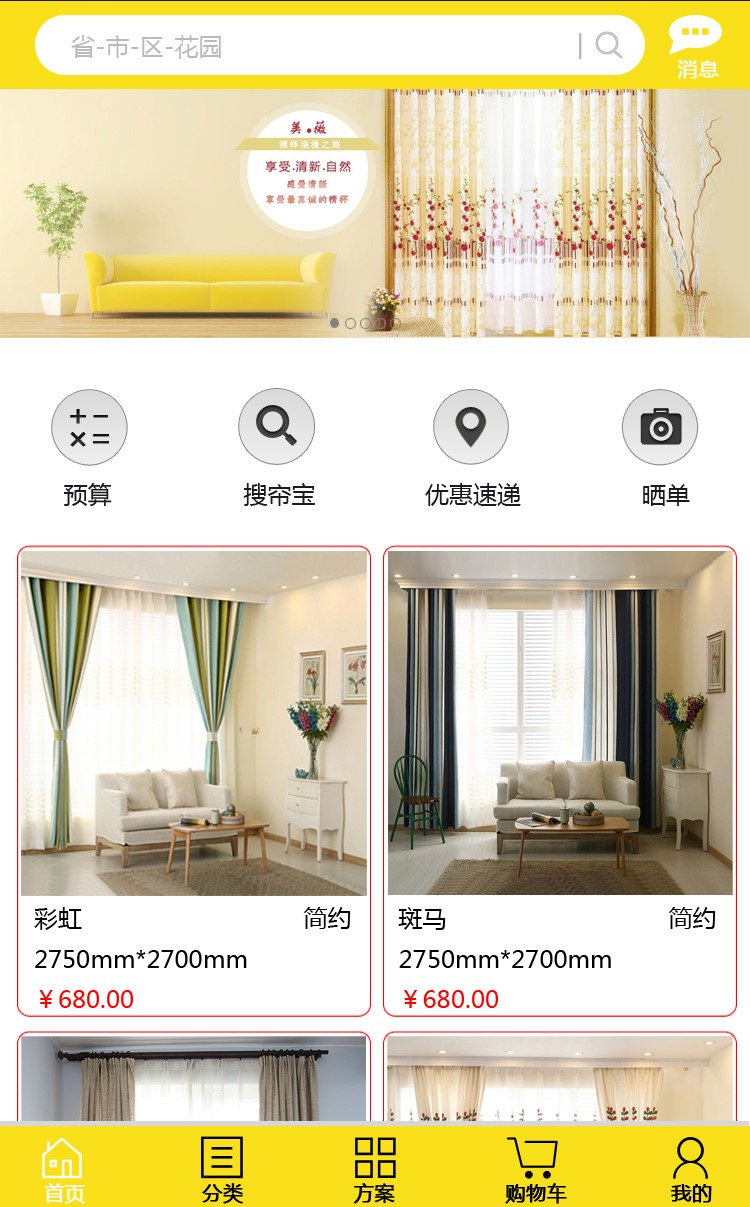 省-市-区-花园
消息
美·薇
演绎浪漫之旅
享受.清新.自然
感受清新
享受最真诚的情怀
预算
搜帘宝
优惠速递
晒单
彩虹 简约
2750mm*2700mm
￥680.00
斑马 简约
2750mm*2700mm
￥680.00
首页
分类
方案
购物车
我的